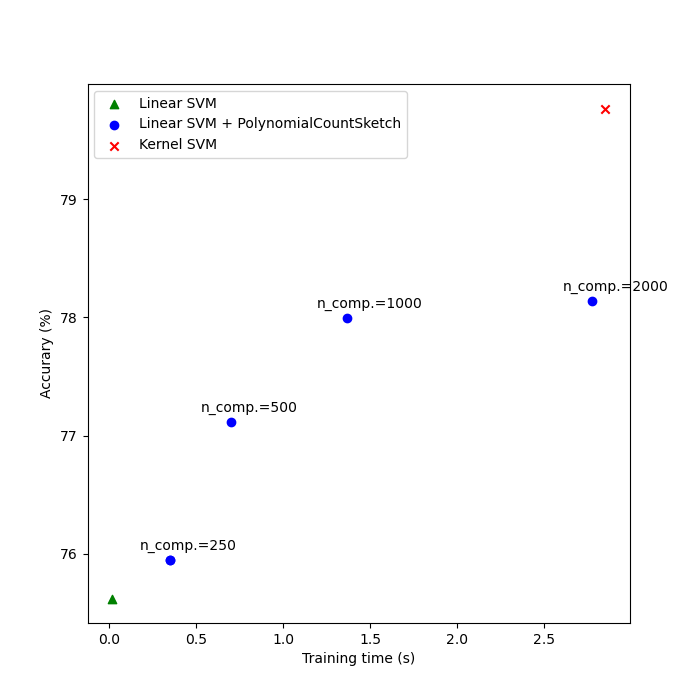 Linear SVM
Linear SVM + PolynomialCountSketch
Kernel SVM
79
n_comp.=2000
n_comp.=1000
78
Accurary (%)
n_comp.=500
77
n_comp.=250
76
0.0 0.5 1.0 1.5 2.0 2.5
Training time (s)